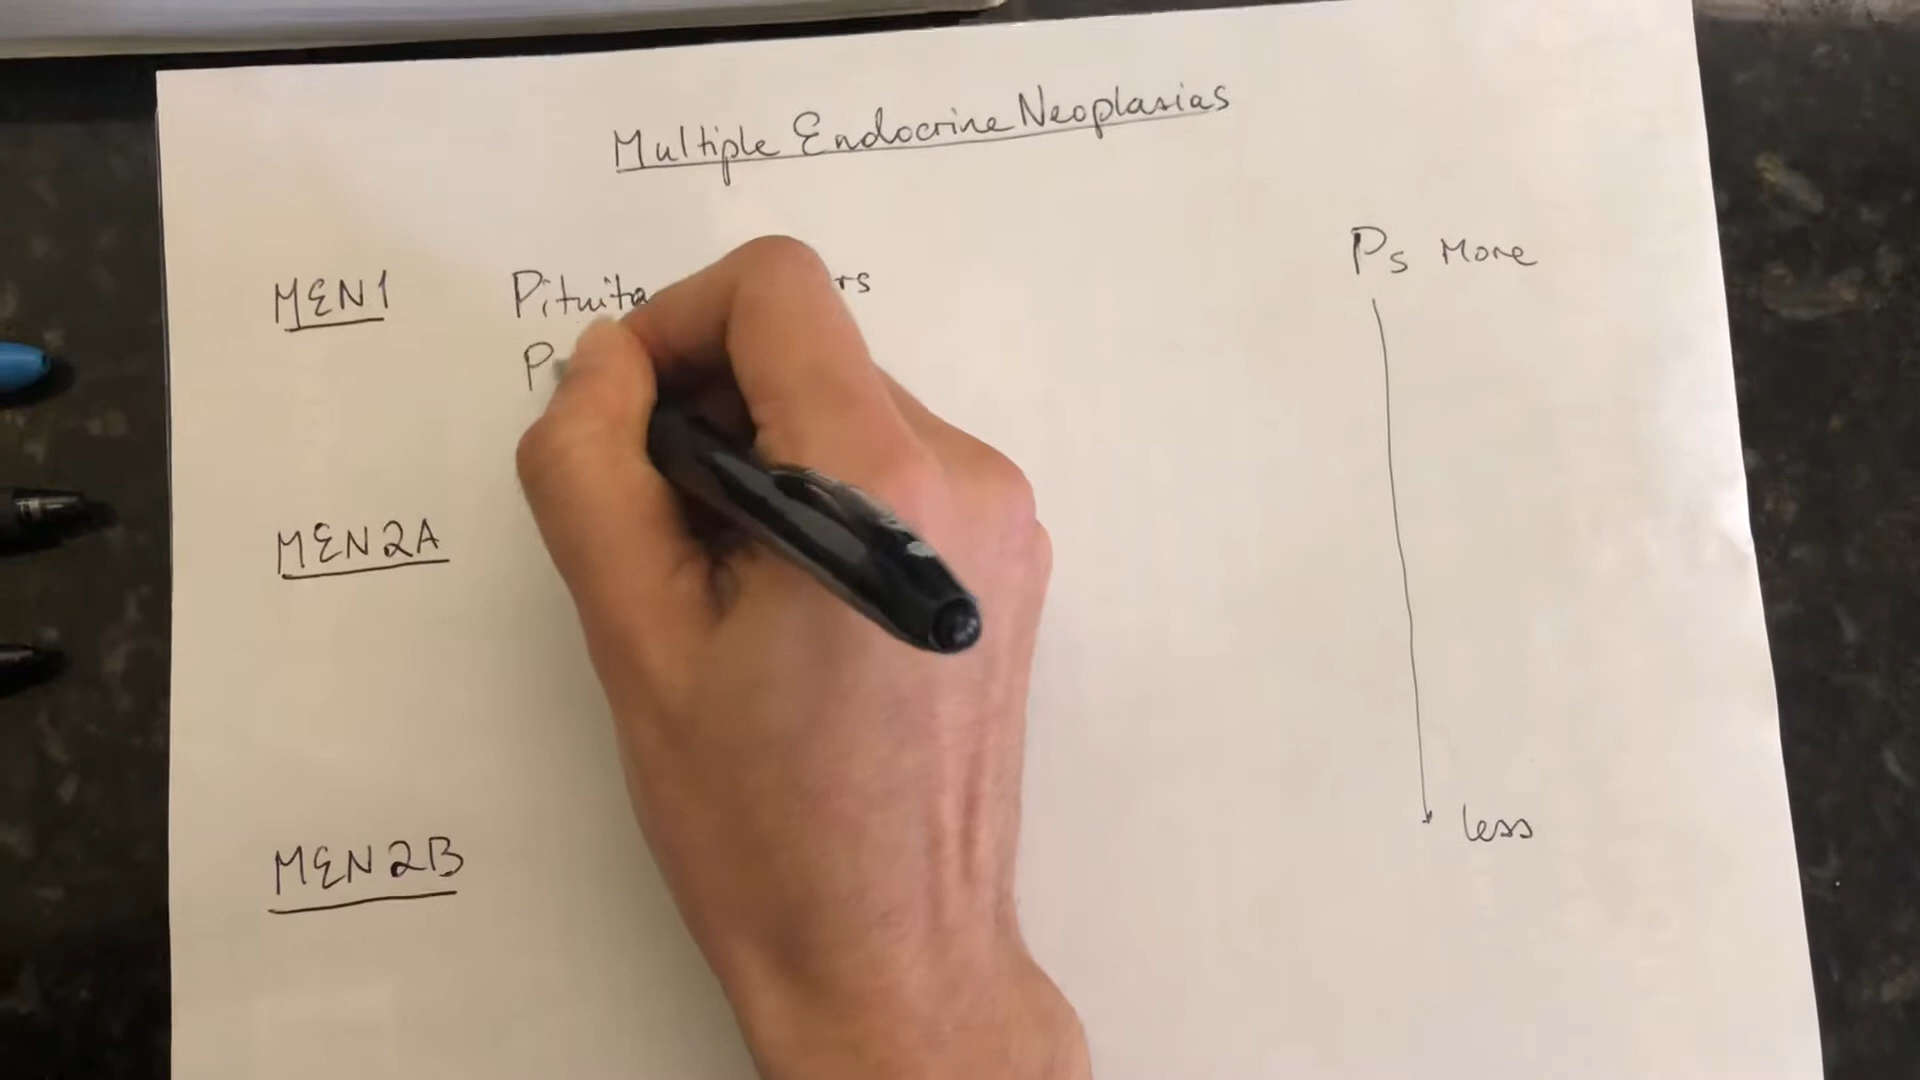 Multiple Endocrine Neoplasias
Ps More
MEN1
MEN2A
less
MEN2B